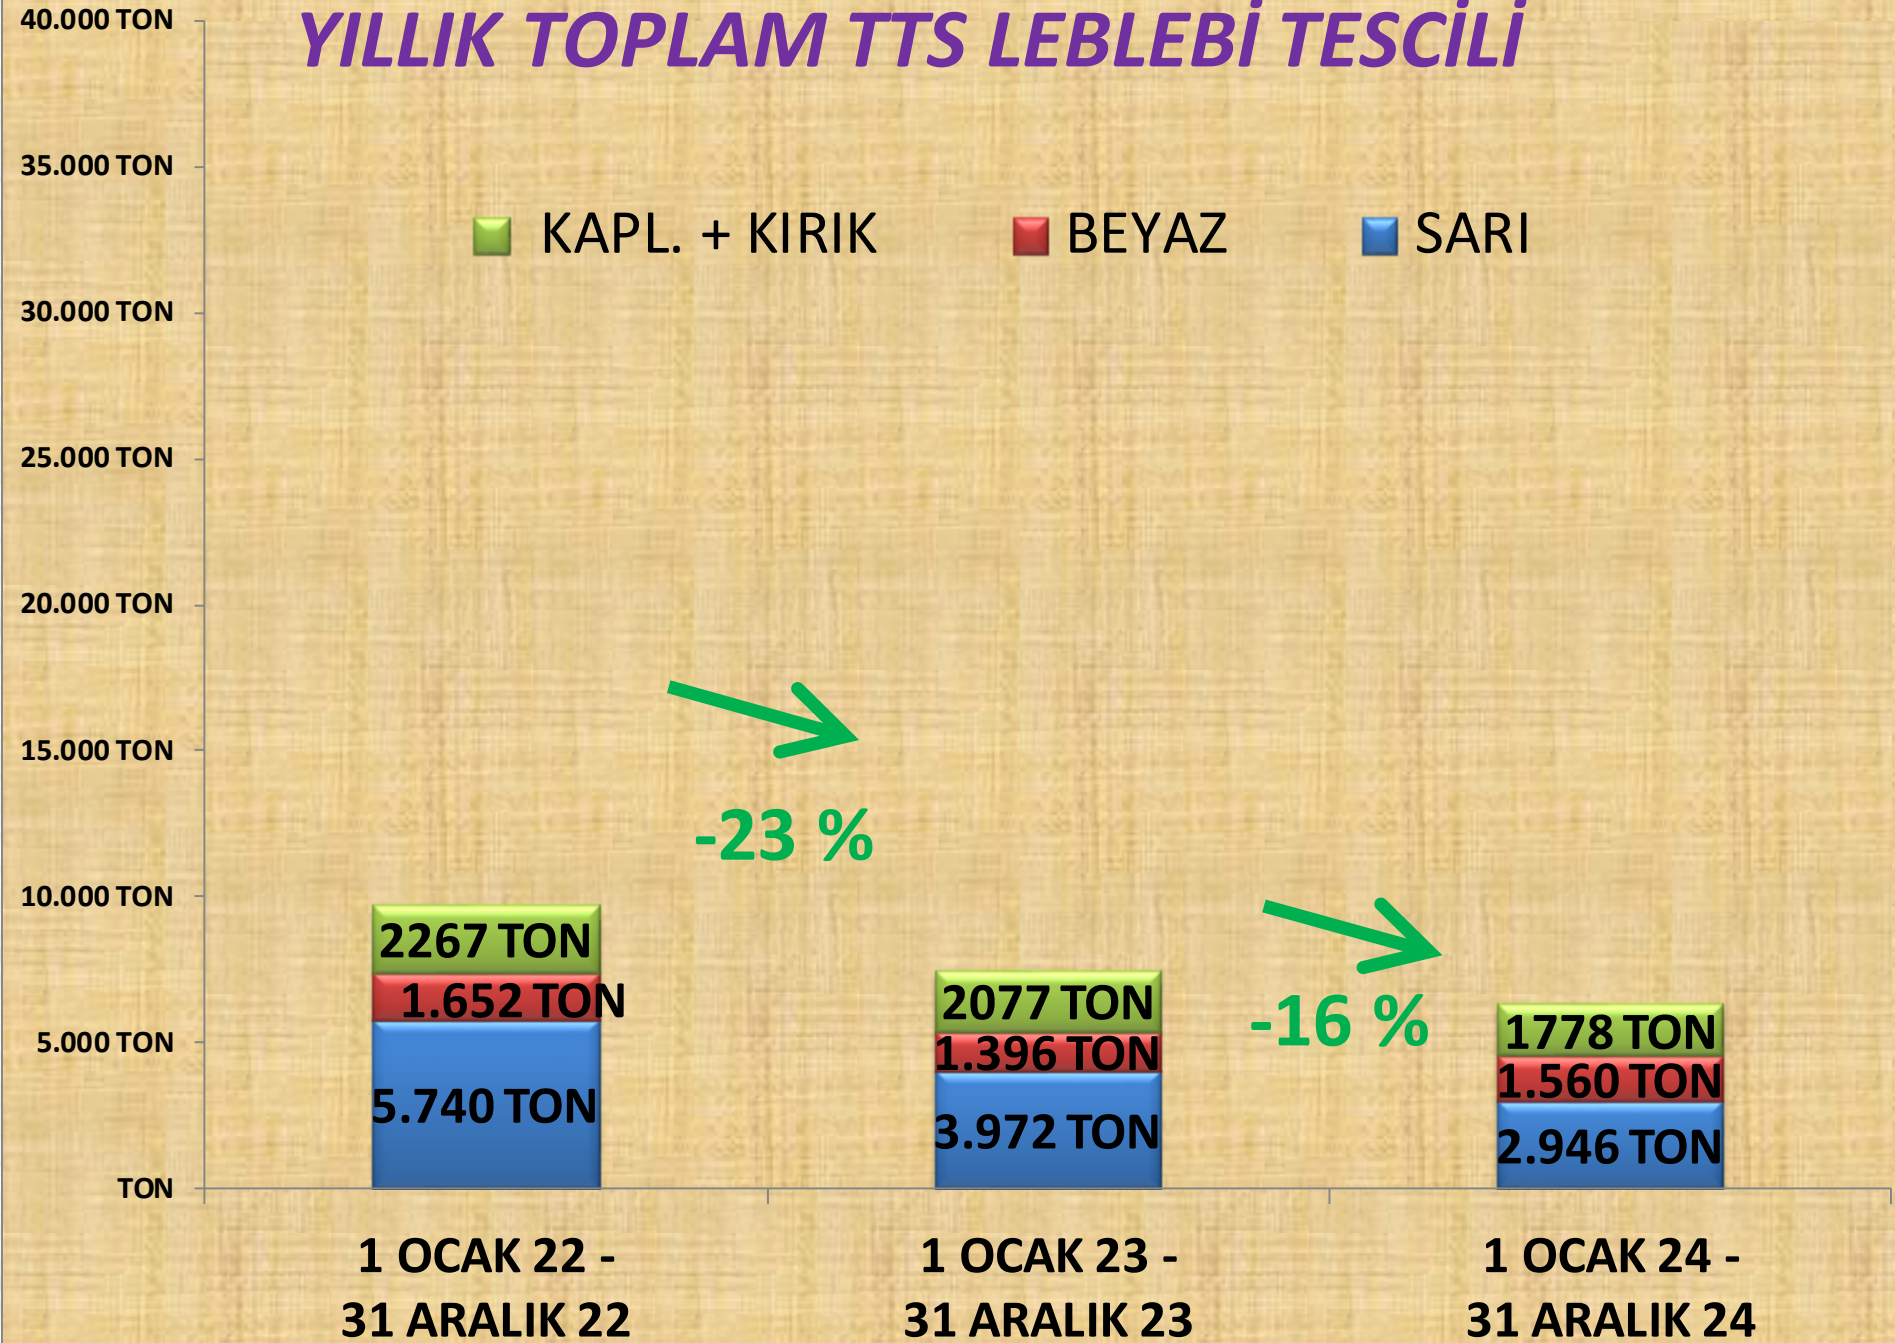 YILLIK TOPLAM TTS LEBLEBİ TESCİLİ
40.000 TON
35.000 TON
30.000 TON
25.000 TON
20.000 TON
15.000 TON
10.000 TON
5.000 TON
TON
KAPL. + KIRIK
BEYAZ
SARI
-23 %
-16 %
2267 TON
1.652 TON
5.740 TON
2077 TON
1.396 TON
3.972 TON
1778 TON
1.560 TON
2.946 TON
1 OCAK 22 -
31 ARALIK 22
1 OCAK 23 -
31 ARALIK 23
1 OCAK 24 -
31 ARALIK 24